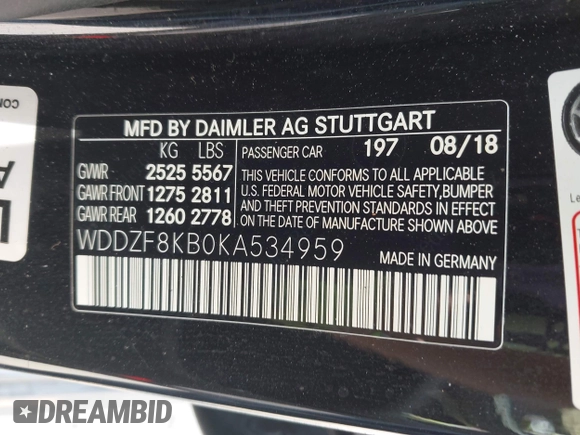 MFD BY DAIMLER AG STUTTGART
KG LBS
GVWR 2525 5567
GAWR FRONT 1275 2811
GAWR REAR 1260 2778
PASSENGER CAR 197 08/18
THIS VEHICLE CONFORMS TO ALL APPLICABLE
U.S. FEDERAL MOTOR VEHICLE SAFETY,BUMPER
AND THEFT PREVENTION STANDARDS IN EFFECT
ON THE DATE OF MANUFACTURE SHOWN ABOVE.
WDDZF8KB0KA534959
MADE IN GERMANY
DREAMBID